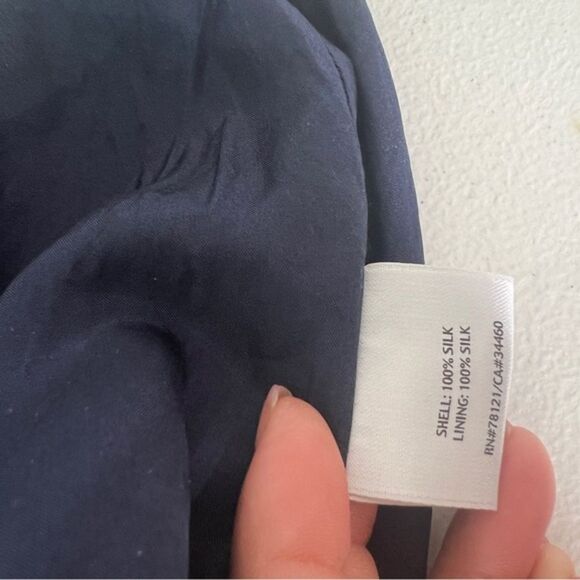 SHELL: 100% SILK
LINING: 100% SILK
RN#78121/CA#34460